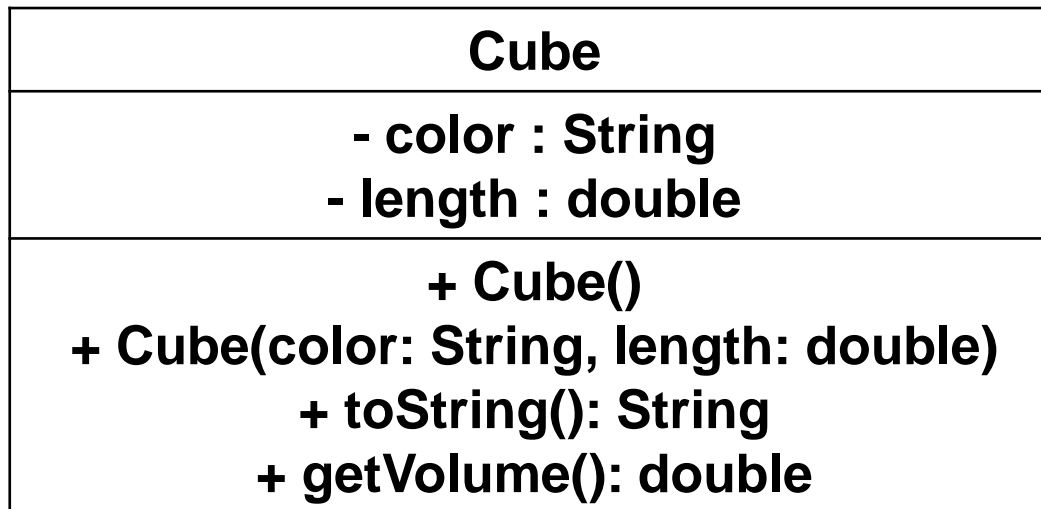 Cube
- color : String
- length : double
+ Cube()
+ Cube(color: String, length: double)
+ toString(): String
+ getVolume(): double